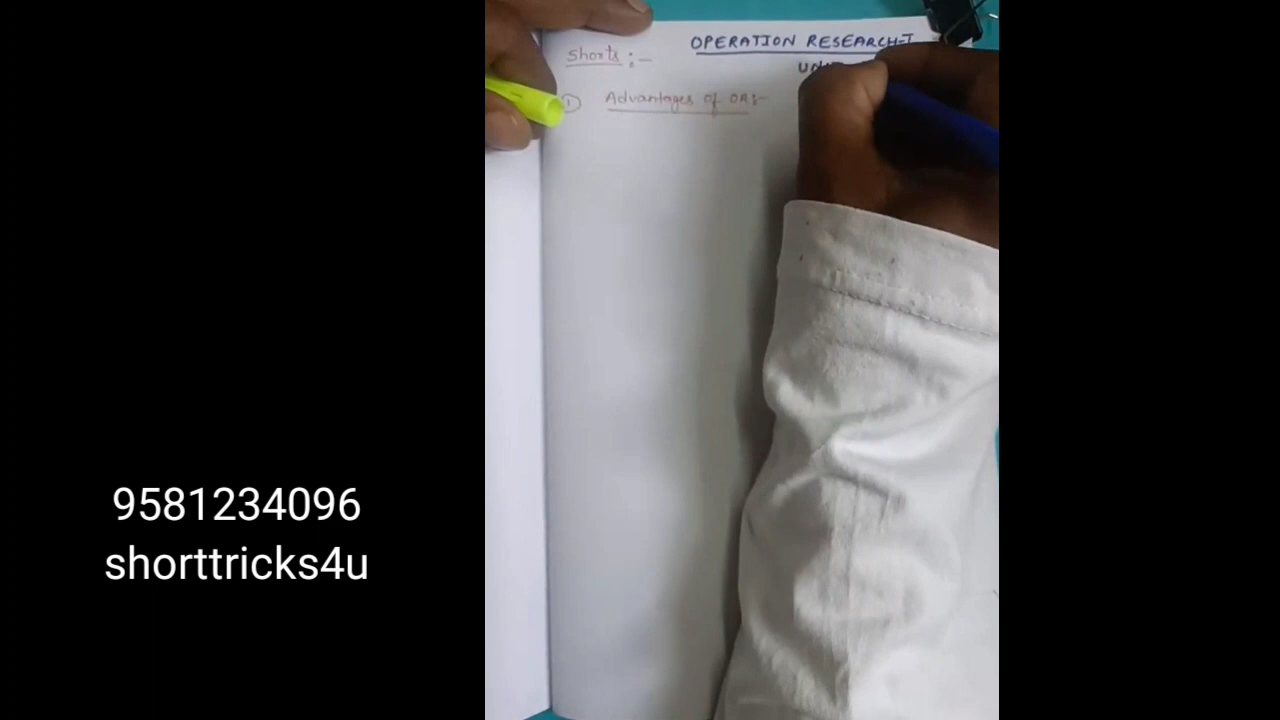 OPERATION RESEARCH-I
Shorts :-
① Advantages of OR:-
9581234096
shorttricks4u